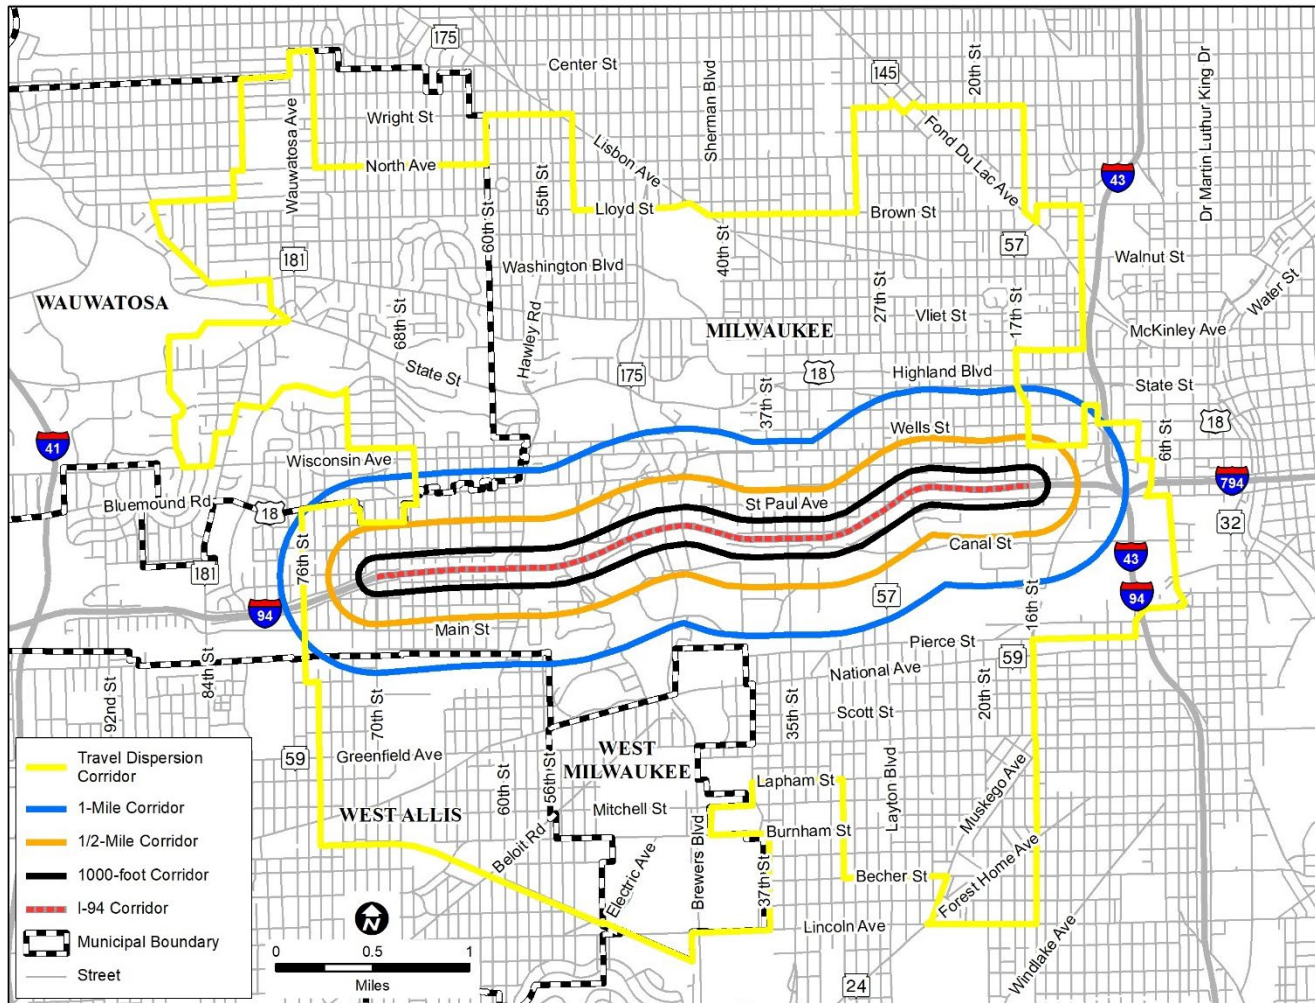 175
Center St
145
20th St
Dr Martin Luthur King Dr
Wauwatosa Ave
Wright St
Sherman Blvd
Lisbon Ave
Fond Du Lac Ave
North Ave
43
55th St
60th St
Lloyd St
Brown St
40th St
57
181
Washington Blvd
Walnut St
Water St
WAUWATOSA
68th St
Hawley Rd
MILWAUKEE
27th St
Vliet St
17th St
McKinley Ave
State St
175
37th St
18
Highland Blvd
State St
41
Wells St
6th St
18
Wisconsin Ave
Bluemound Rd
18
St Paul Ave
794
32
76th St
Canal St
43
181
94
57
16th St
94
Main St
Pierce St
84th St
National Ave
59
92nd St
70th St
35th St
20th St
Scott St
Travel Dispersion
Corridor
59
Greenfield Ave
WEST
MILWAUKEE
60th St
56th St
Lapham St
Layton Blvd
Muskego Ave
1-Mile Corridor
Mitchell St
WEST ALLIS
Beloit Rd
Brewers Blvd
Burnham St
1/2-Mile Corridor
Electric Ave
37th St
Becher St
Forest Home Ave
1000-foot Corridor
I-94 Corridor
N
Lincoln Ave
Municipal Boundary
0 0.5 1
Miles
Windlake Ave
Street
24